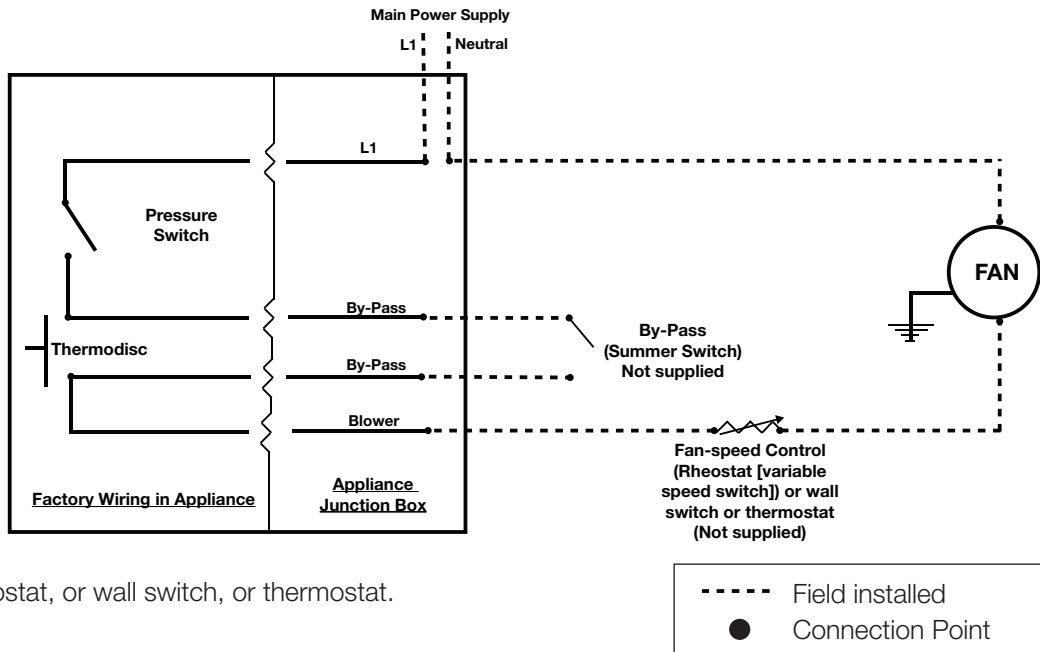 Main Power Supply
L1
Neutral
L1
Pressure
Switch
By-Pass
Thermodisc
By-Pass
Blower
Factory Wiring in Appliance
Appliance
Junction Box
By-Pass
(Summer Switch)
Not supplied
FAN
Fan-speed Control
(Rheostat [variable
speed switch]) or wall
switch or thermostat
(Not supplied)
or wall switch, or thermostat.
Field installed
Connection Point